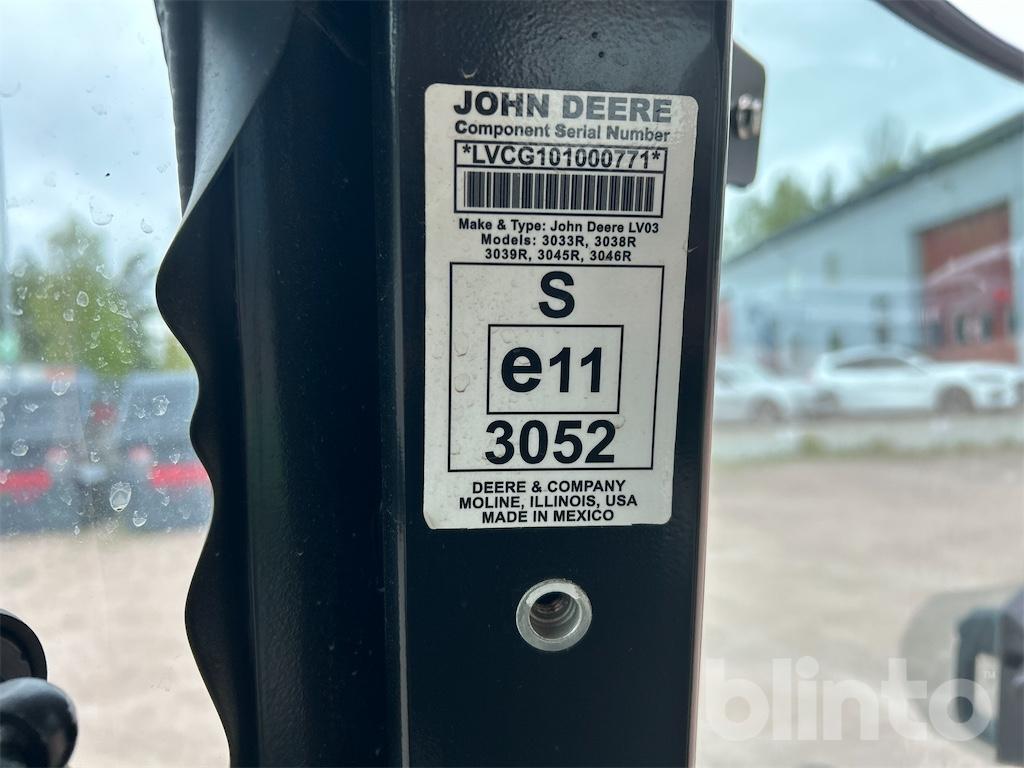 JOHN DEERE
Component Serial Number
*LVCG101000771*
Make & Type: John Deere LV03
Models: 3033R, 3038R
3039R, 3045R, 3046R
S
e11
3052
DEERE & COMPANY
MOLINE, ILLINOIS, USA
MADE IN MEXICO
blinto™